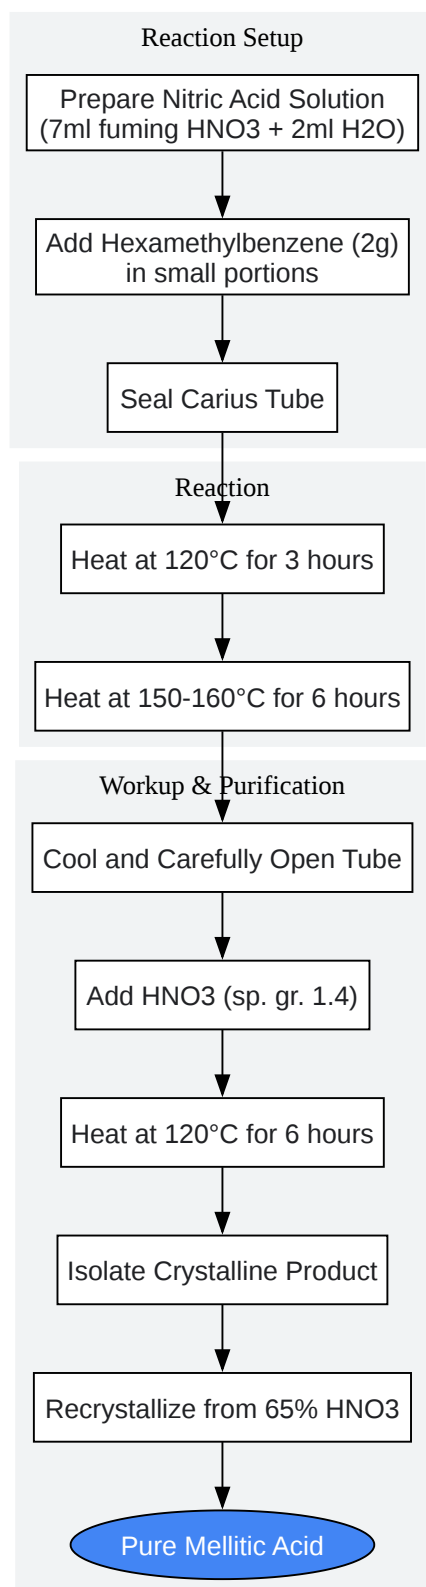 Reaction Setup
Prepare Nitric Acid Solution
(7ml fuming HNO3 + 2ml H2O)
Add Hexamethylbenzene (2g)
in small portions
Seal Carius Tube
Reaction
Heat at 120°C for 3 hours
Heat at 150-160°C for 6 hours
Workup & Purification
Cool and Carefully Open Tube
Add HNO3 (sp. gr. 1.4)
Heat at 120°C for 6 hours
Isolate Crystalline Product
Recrystallize from 65% HNO3
Pure Mellitic Acid